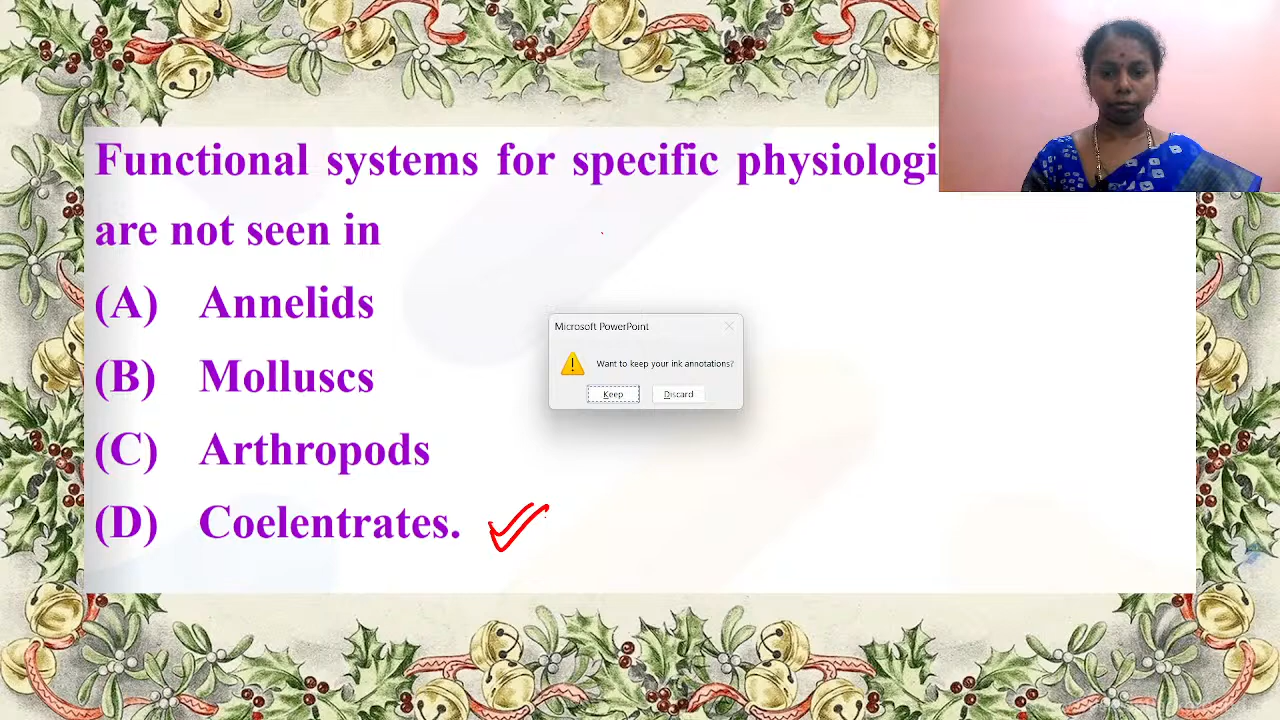 Functional systems for specific physiologi
are not seen in
(A) Annelids
(B) Molluscs
(C) Arthropods
(D) Coelentrates.
Microsoft PowerPoint
Want to keep your ink annotations?
Keep
Discard